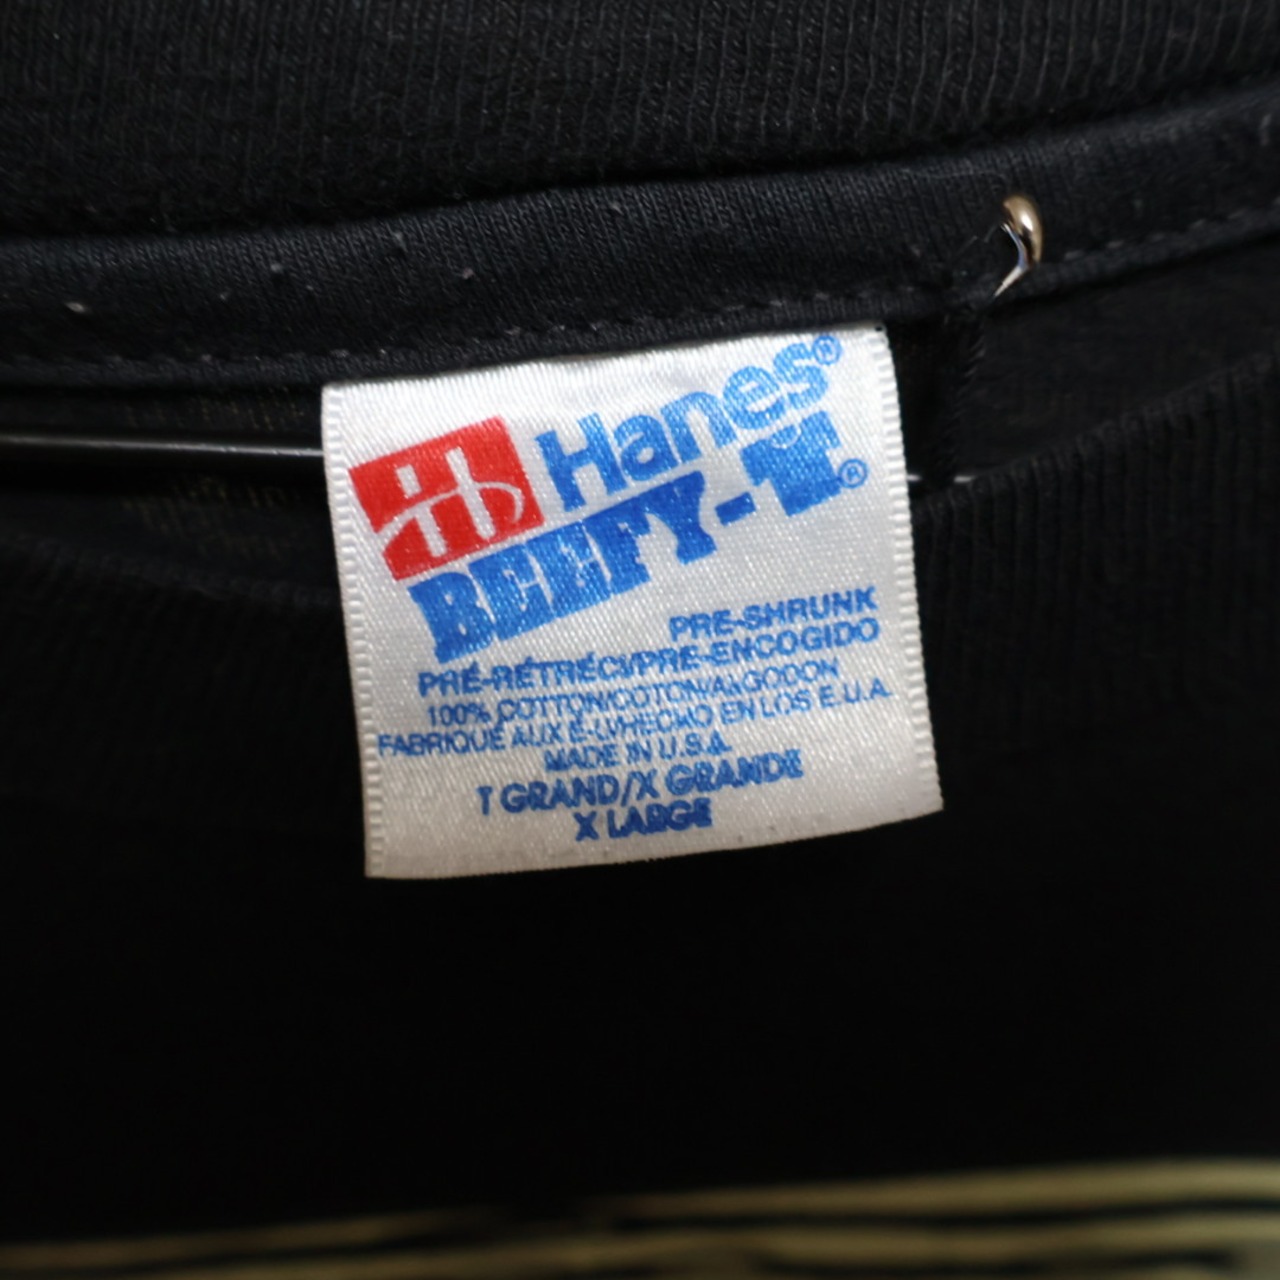 Hanes®
BEEFY-T®
PRE-SHRUNK
PRÉ-RÉTRÉCI/PRE-ENCOGIDO
100% COTTON/COTON/ALGODON
FABRIQUÉ AUX É-U/HECHO EN LOS E.U.A.
MADE IN U.S.A.
T GRAND/X GRANDE
X LARGE